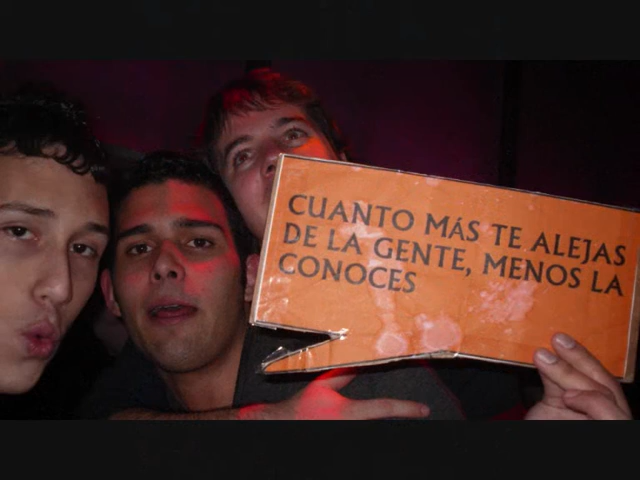 CUANTO MÁS TE ALEJAS
DE LA GENTE, MENOS LA
CONOCES